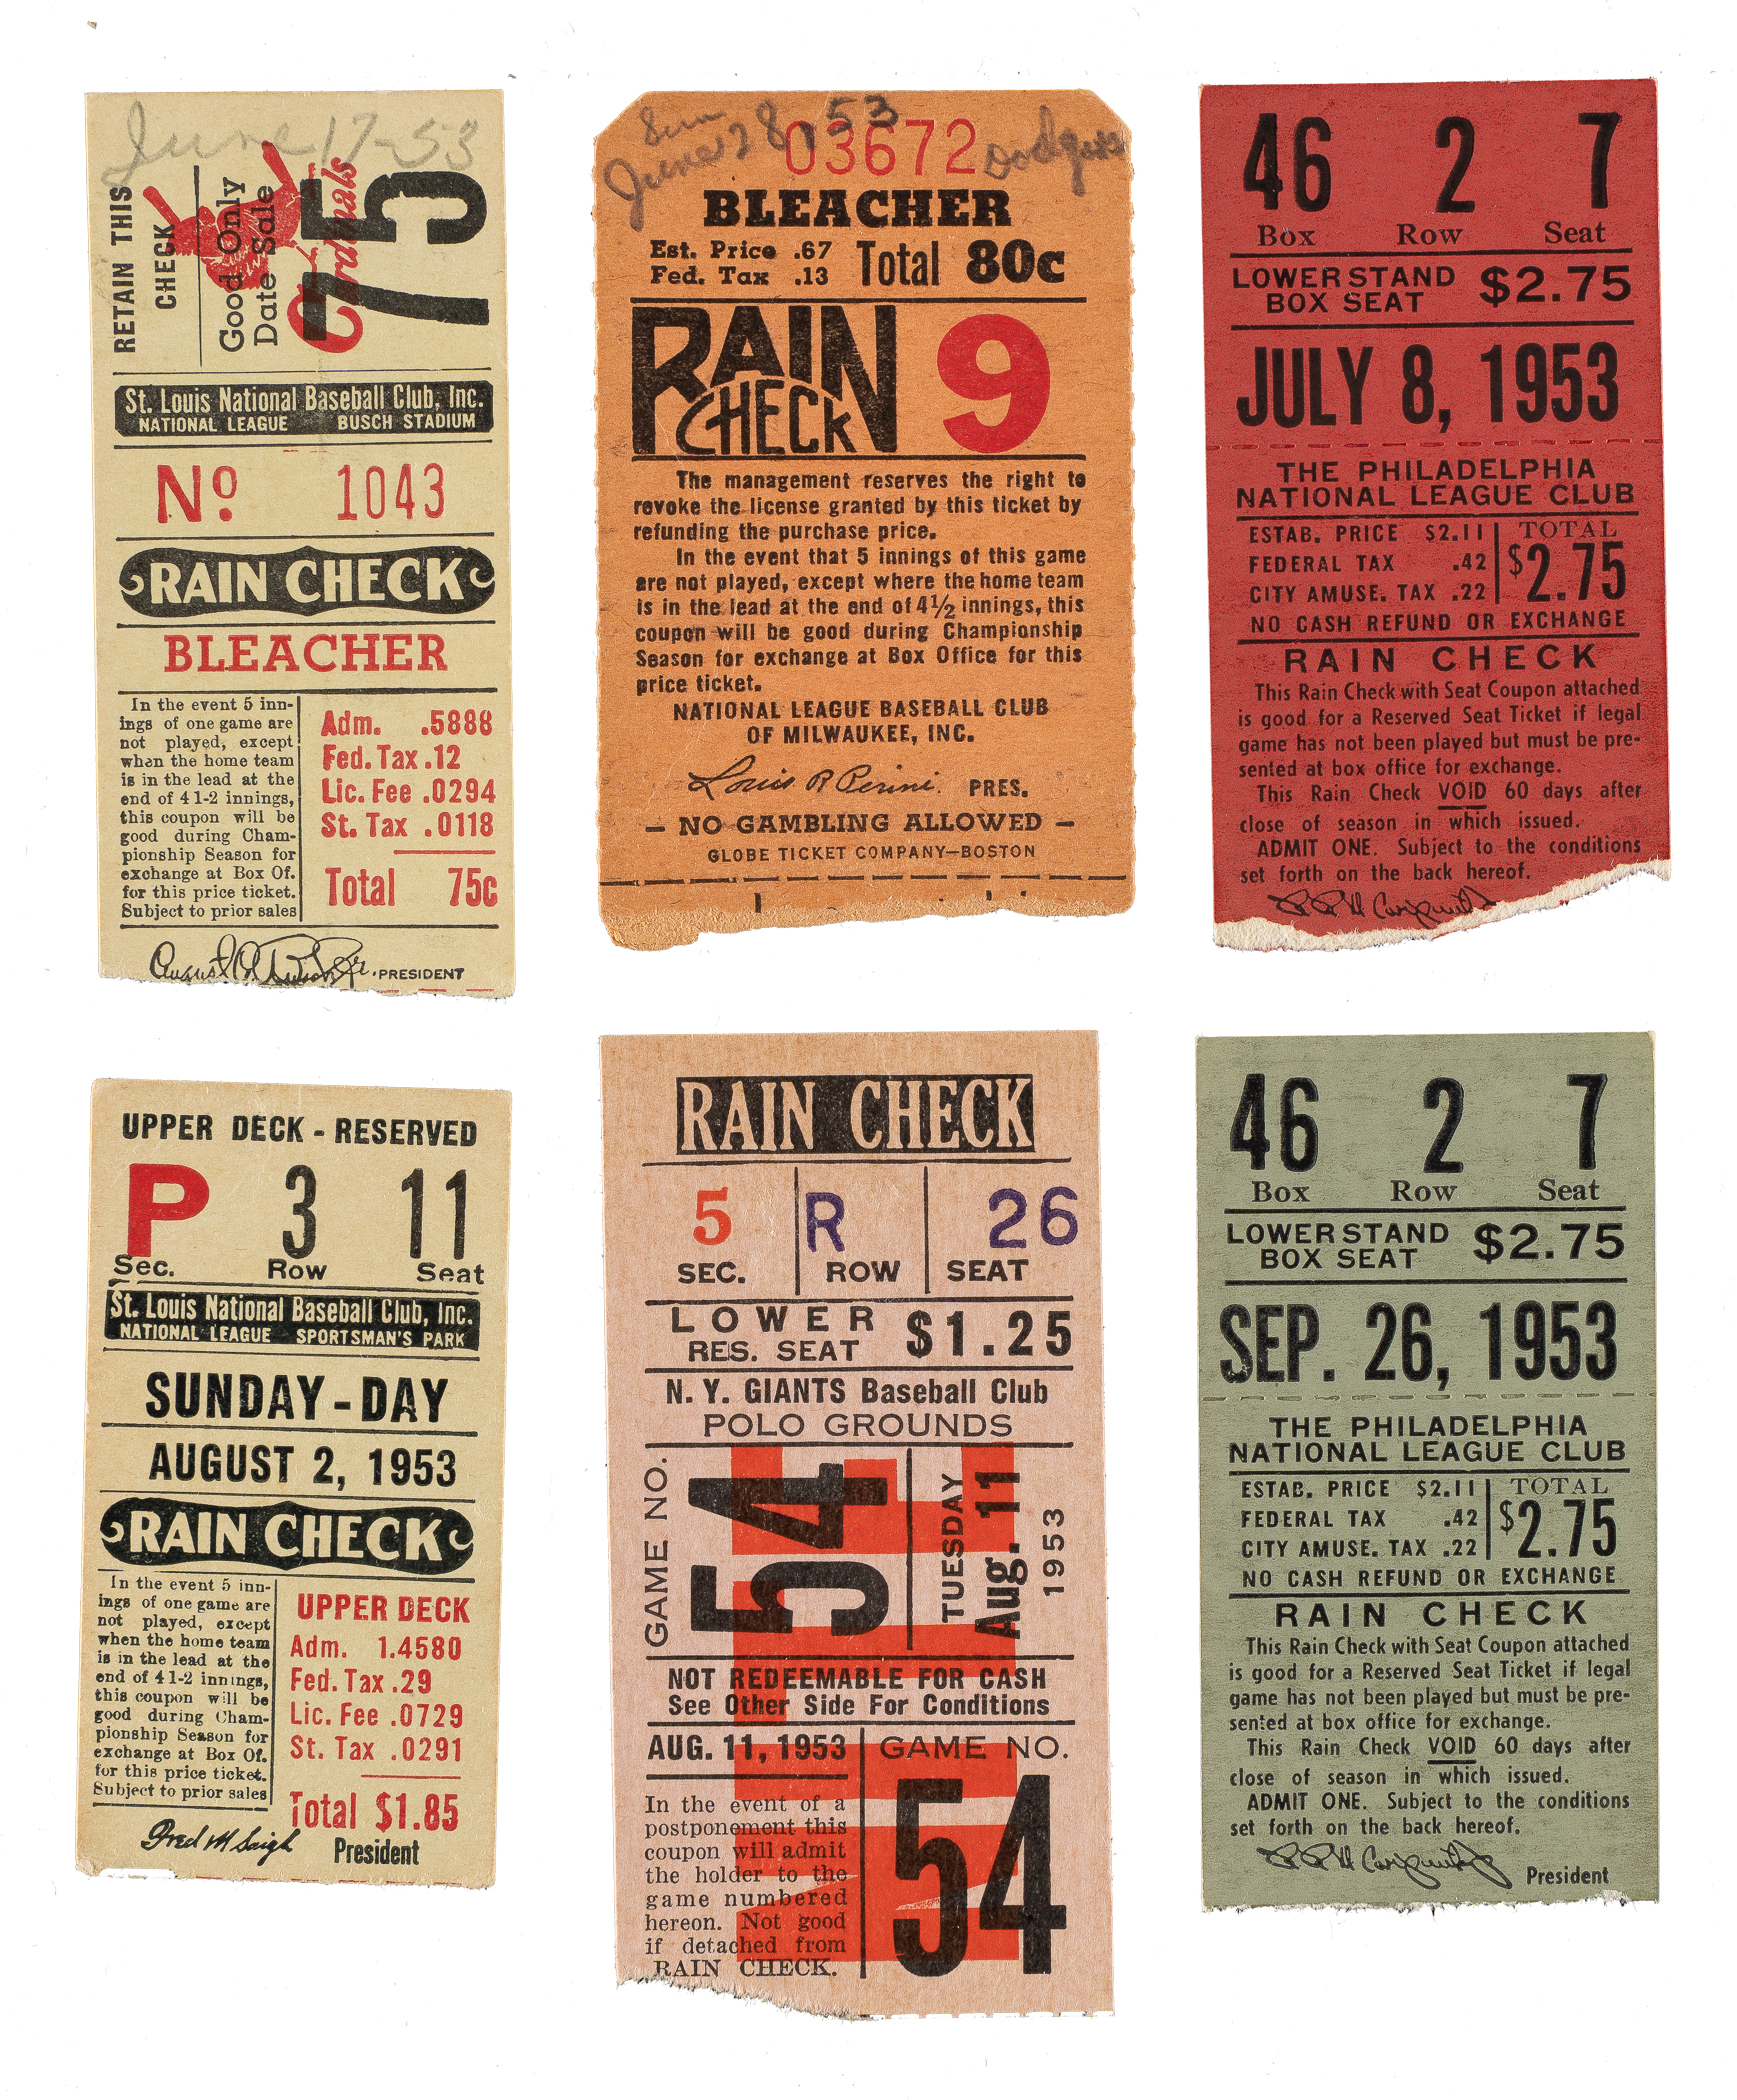 June 17-53
RETAIN THIS
CHECK
Good Only
Date Sale
Cardinals
75
St. Louis National Baseball Club, Inc.
NATIONAL LEAGUE BUSCH STADIUM
No. 1043
RAIN CHECK
BLEACHER
In the event 5 inn-
ings of one game are
not played, except
when the home team
is in the lead at the
end of 4 1-2 innings,
this coupon will be
good during Cham-
pionship Season for
exchange at Box Of.
for this price ticket.
Subject to prior sales
Adm. .5888
Fed. Tax .12
Lic. Fee .0294
St. Tax .0118
Total 75c
August A. Busch Jr. PRESIDENT
Sun
June 28, 53 Dodgers
03672
BLEACHER
Est. Price .67
Fed. Tax .13
Total 80c
RAIN
CHECK
9
The management reserves the right to
revoke the license granted by this ticket by
refunding the purchase price.
In the event that 5 innings of this game
are not played, except where the home team
is in the lead at the end of 4½ innings, this
coupon will be good during Championship
Season for exchange at Box Office for this
price ticket.
NATIONAL LEAGUE BASEBALL CLUB
OF MILWAUKEE, INC.
Louis R Perini. PRES.
— NO GAMBLING ALLOWED —
GLOBE TICKET COMPANY—BOSTON
46 2 7
Box Row Seat
LOWER STAND
BOX SEAT
$2.75
JULY 8, 1953
THE PHILADELPHIA
NATIONAL LEAGUE CLUB
ESTAB. PRICE $2.11
FEDERAL TAX .42
CITY AMUSE. TAX .22
TOTAL
$2.75
NO CASH REFUND OR EXCHANGE
RAIN CHECK
This Rain Check with Seat Coupon attached
is good for a Reserved Seat Ticket if legal
game has not been played but must be pre-
sented at box office for exchange.
This Rain Check VOID 60 days after
close of season in which issued.
ADMIT ONE. Subject to the conditions
set forth on the back hereof.
UPPER DECK - RESERVED
P 3 11
Sec. Row Seat
St. Louis National Baseball Club, Inc.
NATIONAL LEAGUE SPORTSMAN'S PARK
SUNDAY - DAY
AUGUST 2, 1953
RAIN CHECK
In the event 5 inn-
ings of one game are
not played, except
when the home team
is in the lead at the
end of 4 1-2 innings,
this coupon will be
good during Cham-
pionship Season for
exchange at Box Of.
for this price ticket.
Subject to prior sales
UPPER DECK
Adm. 1.4580
Fed. Tax .29
Lic. Fee .0729
St. Tax .0291
Total $1.85
Fred M Saigh
President
RAIN CHECK
5 R 26
SEC. ROW SEAT
LOWER
RES. SEAT
$1.25
N. Y. GIANTS Baseball Club
POLO GROUNDS
GAME NO.
54
TUESDAY
Aug. 11
1953
NOT REDEEMABLE FOR CASH
See Other Side For Conditions
AUG. 11, 1953
GAME NO.
54
In the event of a
postponement this
coupon will admit
the holder to the
game numbered
hereon. Not good
if detached from
RAIN CHECK.
46 2 7
Box Row Seat
LOWER STAND
BOX SEAT
$2.75
SEP. 26, 1953
THE PHILADELPHIA
NATIONAL LEAGUE CLUB
ESTAB. PRICE $2.11
FEDERAL TAX .42
CITY AMUSE. TAX .22
TOTAL
$2.75
NO CASH REFUND OR EXCHANGE
RAIN CHECK
This Rain Check with Seat Coupon attached
is good for a Reserved Seat Ticket if legal
game has not been played but must be pre-
sented at box office for exchange.
This Rain Check VOID 60 days after
close of season in which issued.
ADMIT ONE. Subject to the conditions
set forth on the back hereof.
President